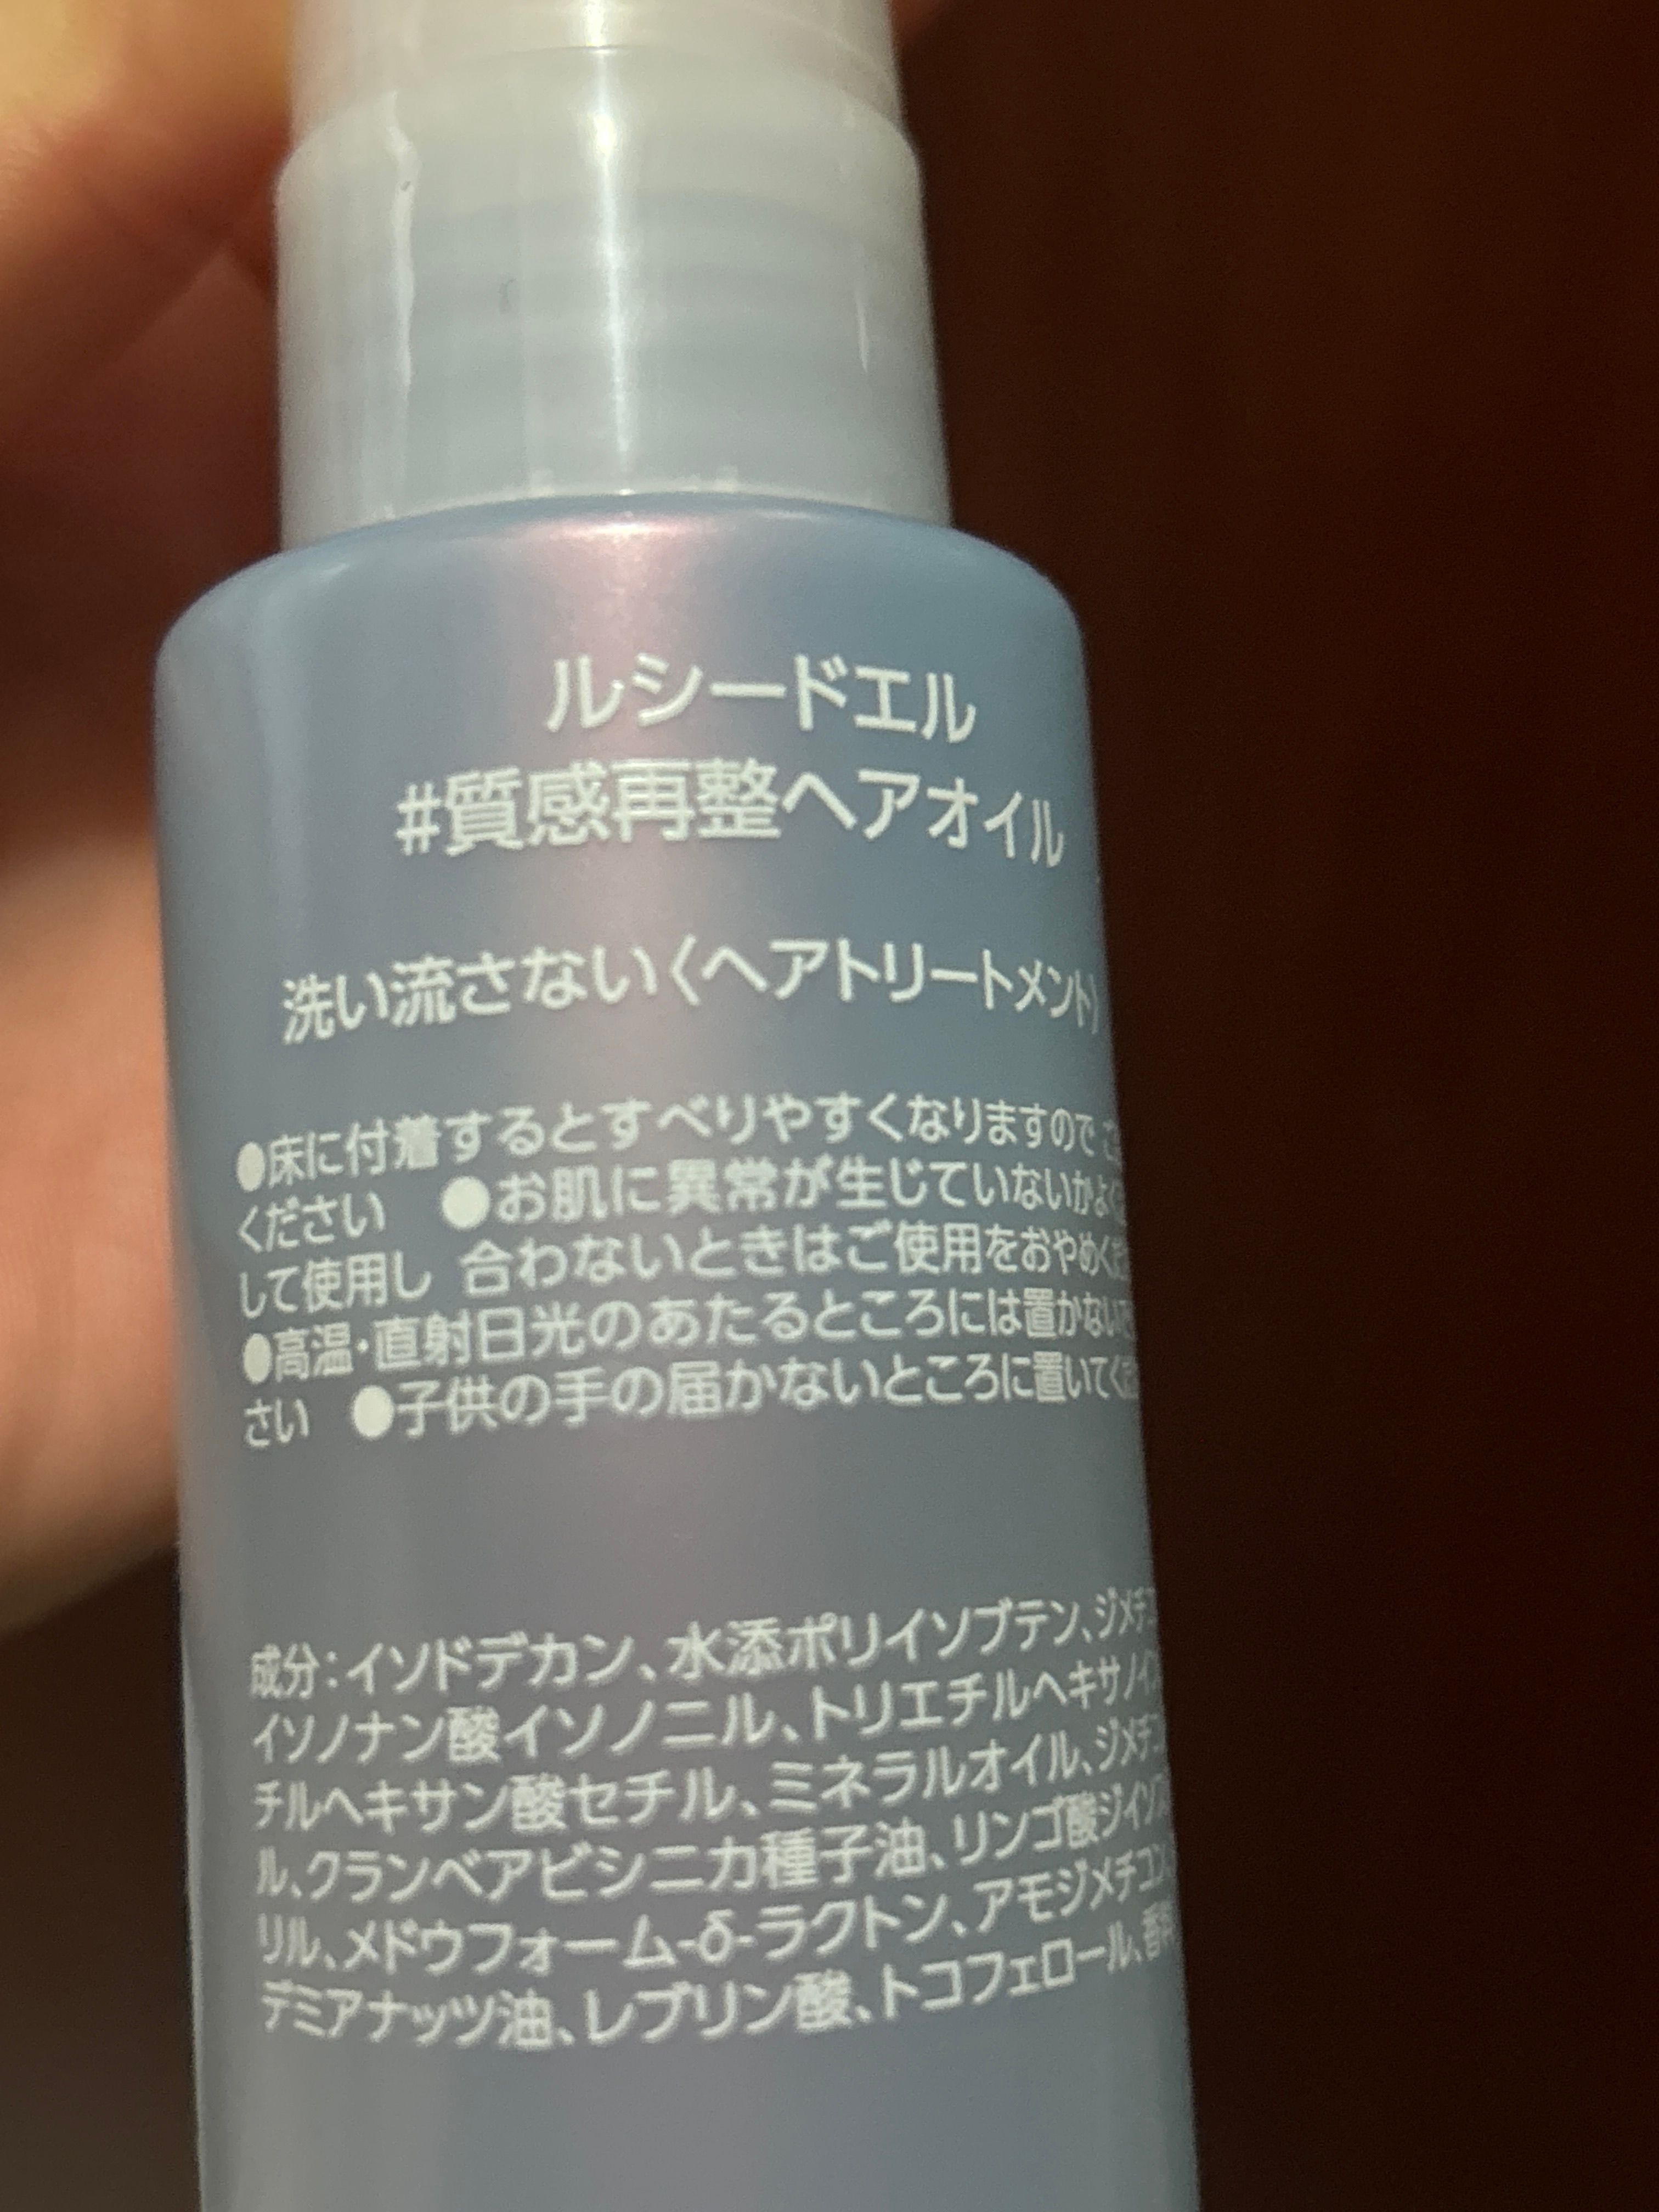 ルシードエル
#質感再整ヘアオイル
洗い流さない〈ヘアトリートメント〉
●床に付着するとすべりやすくなりますので
ください ●お肌に異常が生じていないかよく
して使用し 合わないときはご使用をおやめくだ
●高温・直射日光のあたるところには置かない
さい ●子供の手の届かないところに置いてくだ
成分：イソドデカン、水添ポリイソブテン、ジメチコ
イソノナン酸イソノニル、トリエチルヘキサノイ
チルヘキサン酸セチル、ミネラルオイル、ジメチコ
ル、クランベアビシニカ種子油、リンゴ酸ジイソ
リル、メドウフォーム-δ-ラクトン、アモジメチコン
デミアナッツ油、レブリン酸、トコフェロール、香料